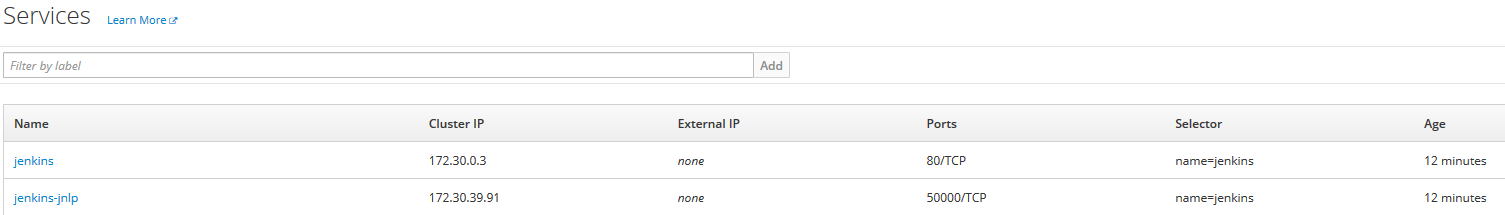 Services Learn More
Filter by label Add
Name Cluster IP External IP Ports Selector Age
jenkins 172.30.0.3 none 80/TCP name=jenkins 12 minutes
jenkins-jnlp 172.30.39.91 none 50000/TCP name=jenkins 12 minutes